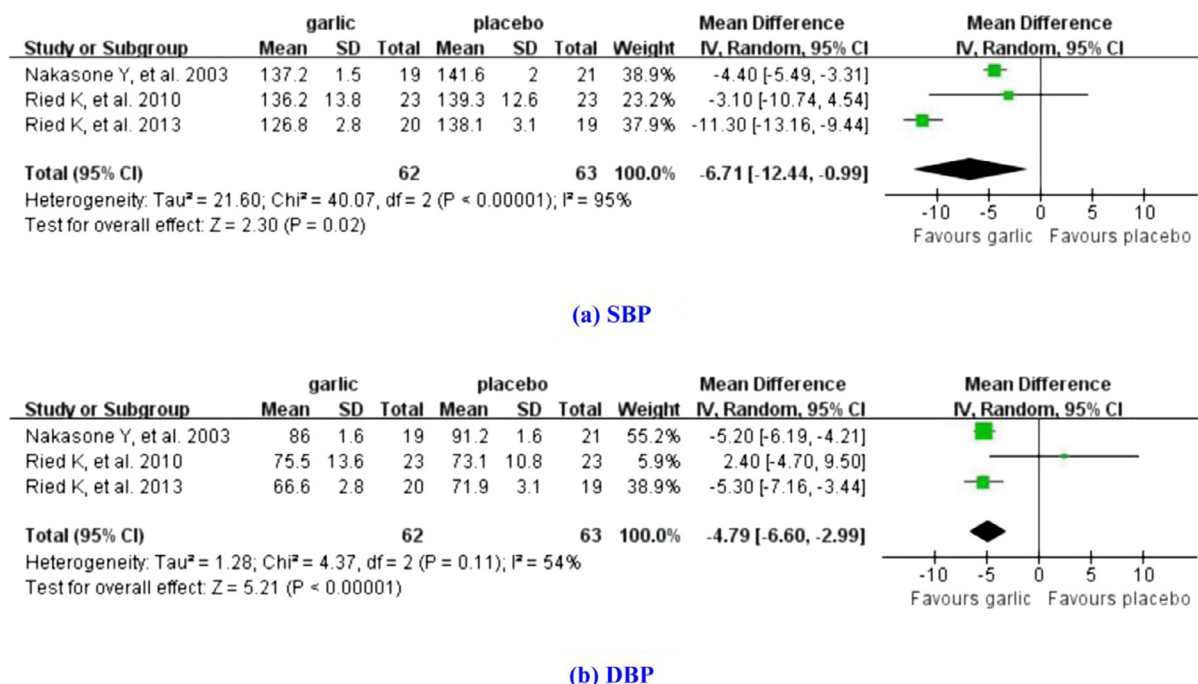 garlic placebo Mean Difference Mean Difference
Study or Subgroup Mean SD Total Mean SD Total Weight IV, Random, 95% CI IV, Random, 95% CI
Nakasone Y, et al. 2003 137.2 1.5 19 141.6 2 21 38.9% -4.40 [-5.49, -3.31]
Ried K, et al. 2010 136.2 13.8 23 139.3 12.6 23 23.2% -3.10 [-10.74, 4.54]
Ried K, et al. 2013 126.8 2.8 20 138.1 3.1 19 37.9% -11.30 [-13.16, -9.44]
Total (95% CI) 62 63 100.0% -6.71 [-12.44, -0.99]
Heterogeneity: Tau² = 21.60; Chi² = 40.07, df = 2 (P < 0.00001); I² = 95%
Test for overall effect: Z = 2.30 (P = 0.02)
-10 -5 0 5 10
Favours garlic Favours placebo
(a) SBP
garlic placebo Mean Difference Mean Difference
Study or Subgroup Mean SD Total Mean SD Total Weight IV, Random, 95% CI IV, Random, 95% CI
Nakasone Y, et al. 2003 86 1.6 19 91.2 1.6 21 55.2% -5.20 [-6.19, -4.21]
Ried K, et al. 2010 75.5 13.6 23 73.1 10.8 23 5.9% 2.40 [-4.70, 9.50]
Ried K, et al. 2013 66.6 2.8 20 71.9 3.1 19 38.9% -5.30 [-7.16, -3.44]
Total (95% CI) 62 63 100.0% -4.79 [-6.60, -2.99]
Heterogeneity: Tau² = 1.28; Chi² = 4.37, df = 2 (P = 0.11); I² = 54%
Test for overall effect: Z = 5.21 (P < 0.00001)
-10 -5 0 5 10
Favours garlic Favours placebo
(b) DBP